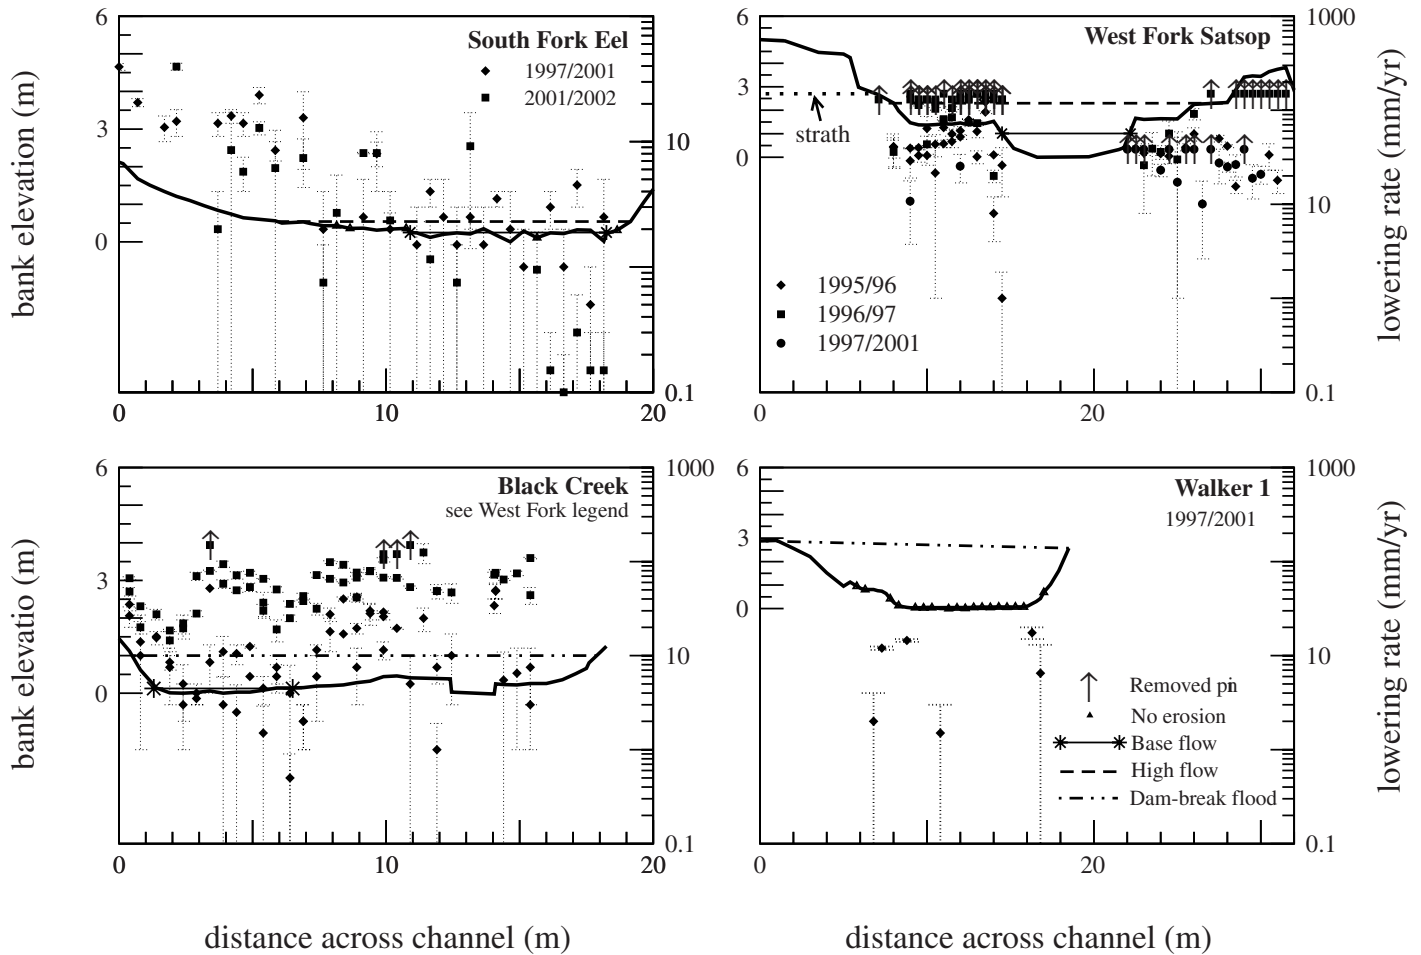 6
South Fork Eel
1997/2001
2001/2002
3
10
0
0.1
0
10
20
bank elevation (m)
6
1000
West Fork Satsop
3
strath
0
10
1995/96
1996/97
1997/2001
0.1
0
20
lowering rate (mm/yr)
6
1000
Black Creek
see West Fork legend
3
10
0
0.1
0
10
20
bank elevatio (m)
6
1000
Walker 1
1997/2001
3
10
0
Removed pin
No erosion
Base flow
High flow
Dam-break flood
0.1
0
20
lowering rate (mm/yr)
distance across channel (m)
distance across channel (m)